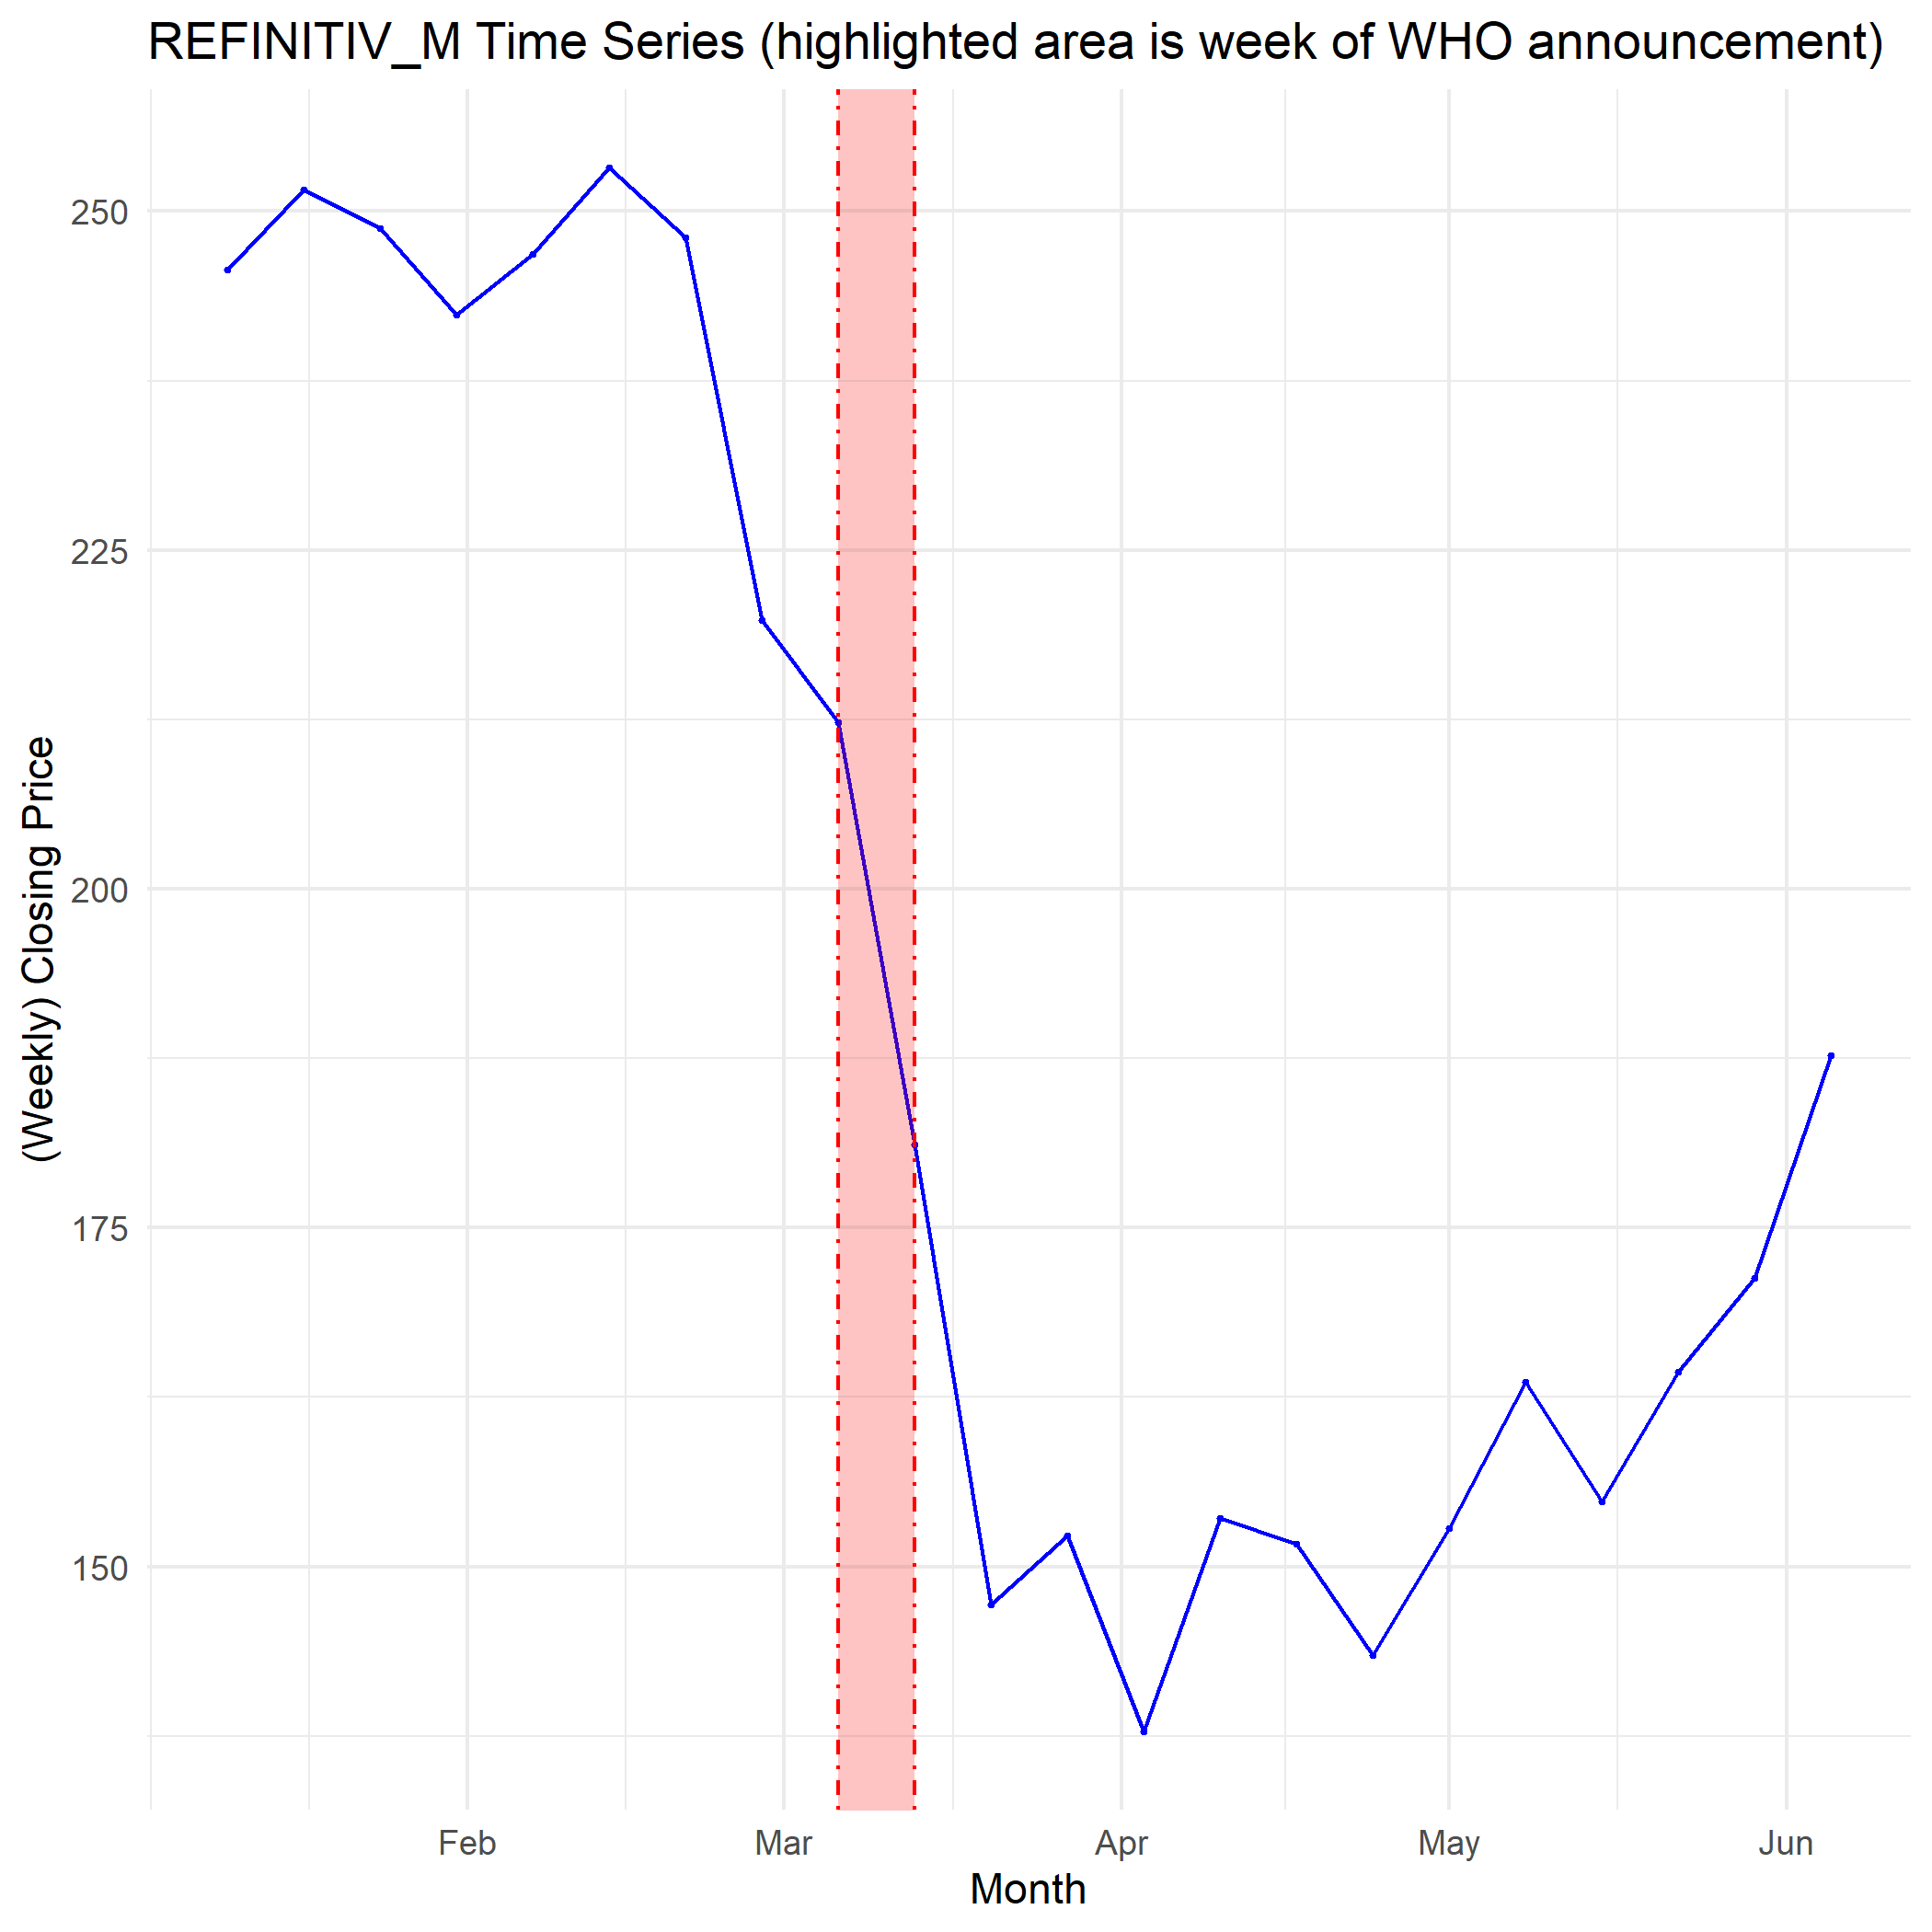 REFINITIV_M Time Series (highlighted area is week of WHO announcement)
(Weekly) Closing Price
250
225
200
175
150
Feb
Mar
Apr
May
Jun
Month